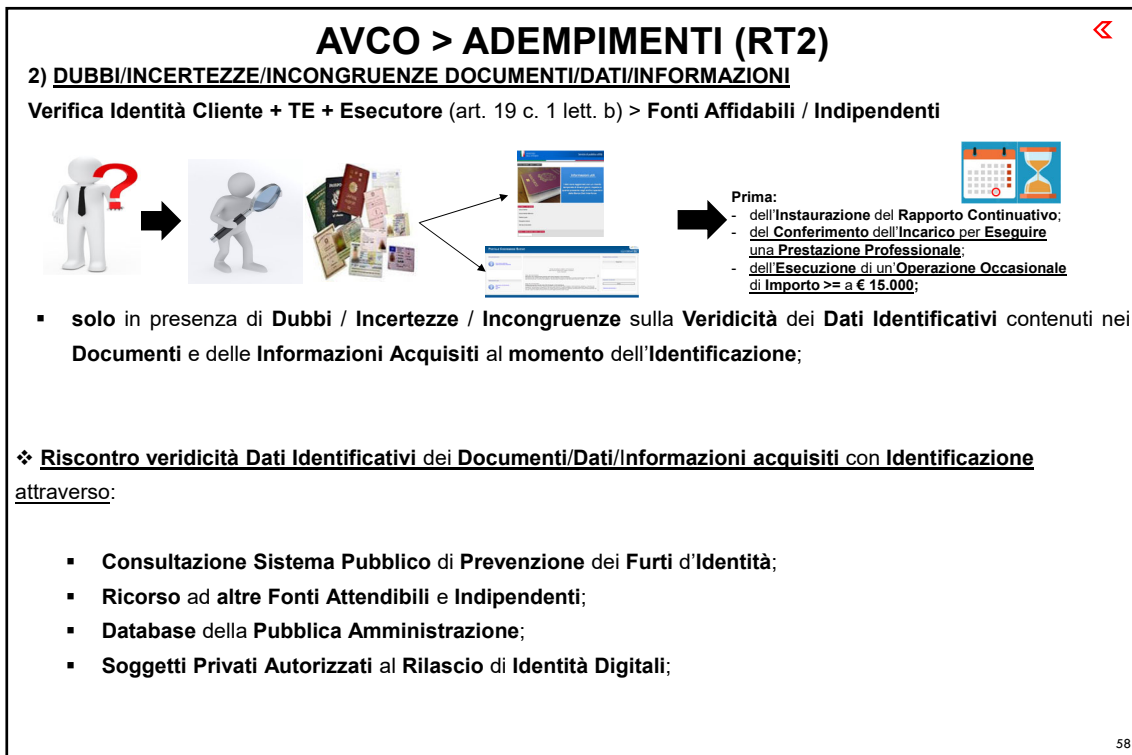 AVCO > ADEMPIMENTI (RT2)
2) DUBBI/INCERTEZZE/INCONGRUENZE DOCUMENTI/DATI/INFORMAZIONI
Verifica Identità Cliente + TE + Esecutore (art. 19 c. 1 lett. b) > Fonti Affidabili / Indipendenti
Prima:
- dell'Instaurazione del Rapporto Continuativo;
- del Conferimento dell'Incarico per Eseguire
una Prestazione Professionale;
- dell'Esecuzione di un'Operazione Occasionale
di Importo >= a € 15.000;
▪ solo in presenza di Dubbi / Incertezze / Incongruenze sulla Veridicità dei Dati Identificativi contenuti nei
Documenti e delle Informazioni Acquisiti al momento dell'Identificazione;
❖ Riscontro veridicità Dati Identificativi dei Documenti/Dati/Informazioni acquisiti con Identificazione
attraverso:
▪ Consultazione Sistema Pubblico di Prevenzione dei Furti d'Identità;
▪ Ricorso ad altre Fonti Attendibili e Indipendenti;
▪ Database della Pubblica Amministrazione;
▪ Soggetti Privati Autorizzati al Rilascio di Identità Digitali;
58